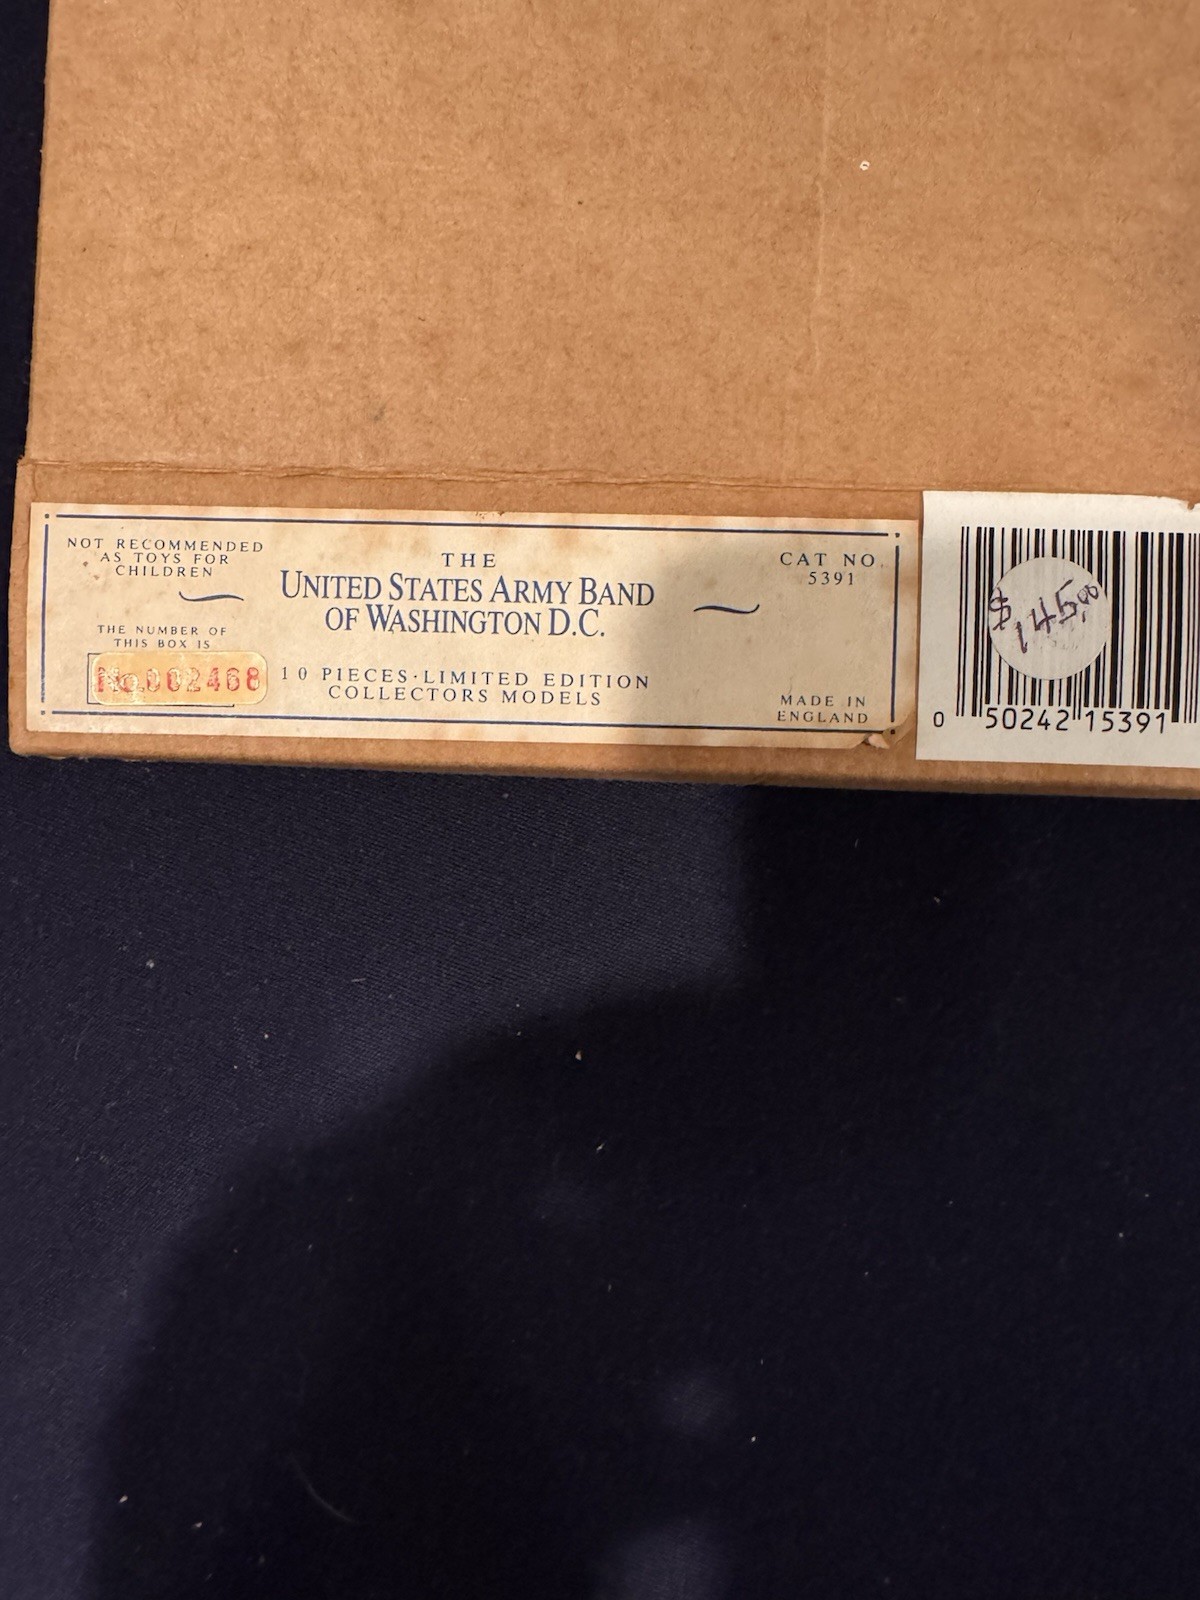 NOT RECOMMENDED
AS TOYS FOR
CHILDREN
THE NUMBER OF
THIS BOX IS
No.002468
THE
UNITED STATES ARMY BAND
OF WASHINGTON D.C.
10 PIECES·LIMITED EDITION
COLLECTORS MODELS
CAT NO.
5391
MADE IN
ENGLAND
$145.00
0 50242 15391